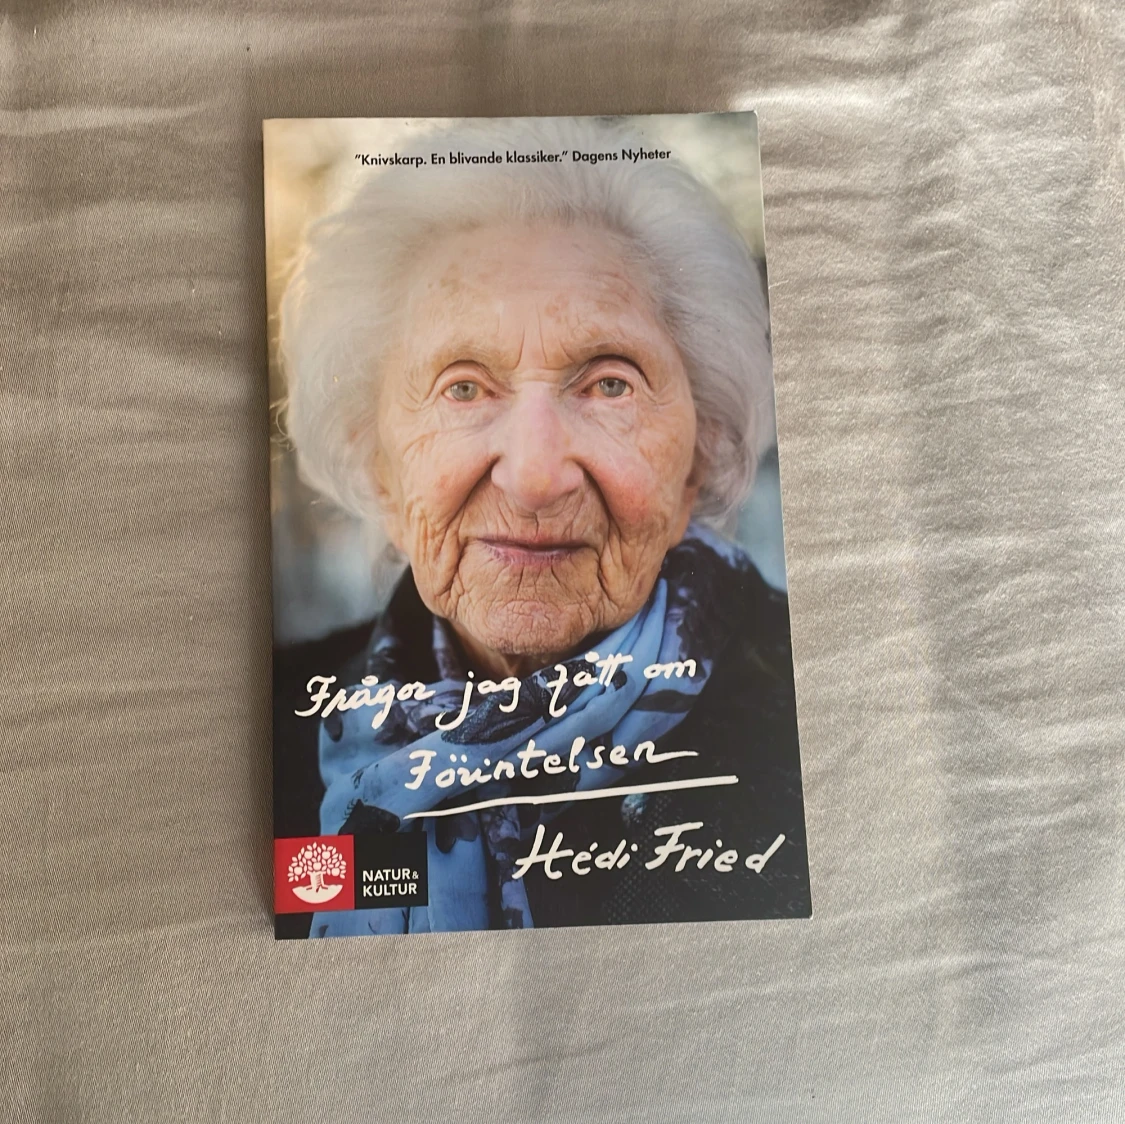 "Knivskarp. En blivande klassiker." Dagens Nyheter
Frågor jag fått om
Förintelsen
Hédi Fried
NATUR &
KULTUR